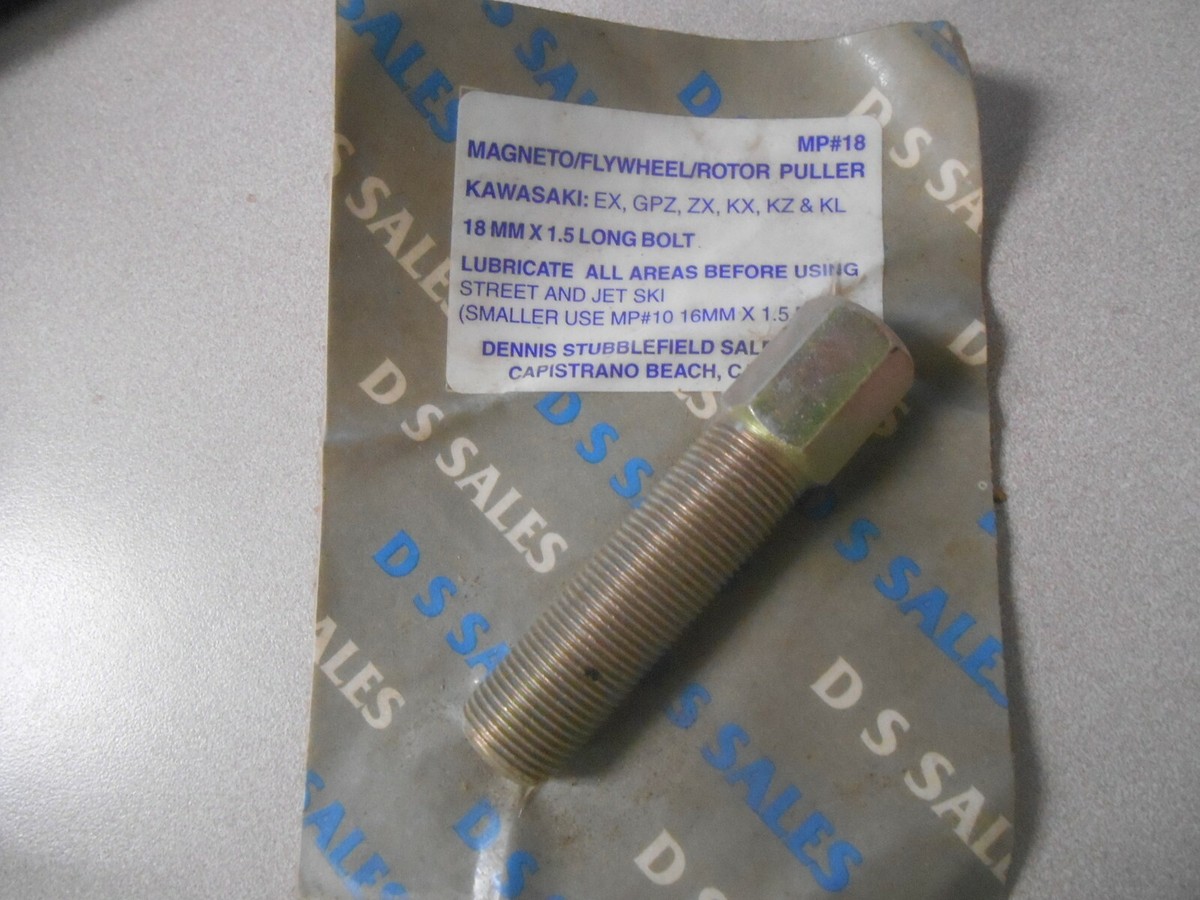 MP#18
MAGNETO/FLYWHEEL/ROTOR PULLER
KAWASAKI: EX, GPZ, ZX, KX, KZ & KL
18 MM X 1.5 LONG BOLT
LUBRICATE ALL AREAS BEFORE USING
STREET AND JET SKI
(SMALLER USE MP#10 16MM X 1.5
DENNIS STUBBLEFIELD
CAPISTRANO BEACH,
D S SALES
D S SALES
D S SALES
D S SALES
D S SALES